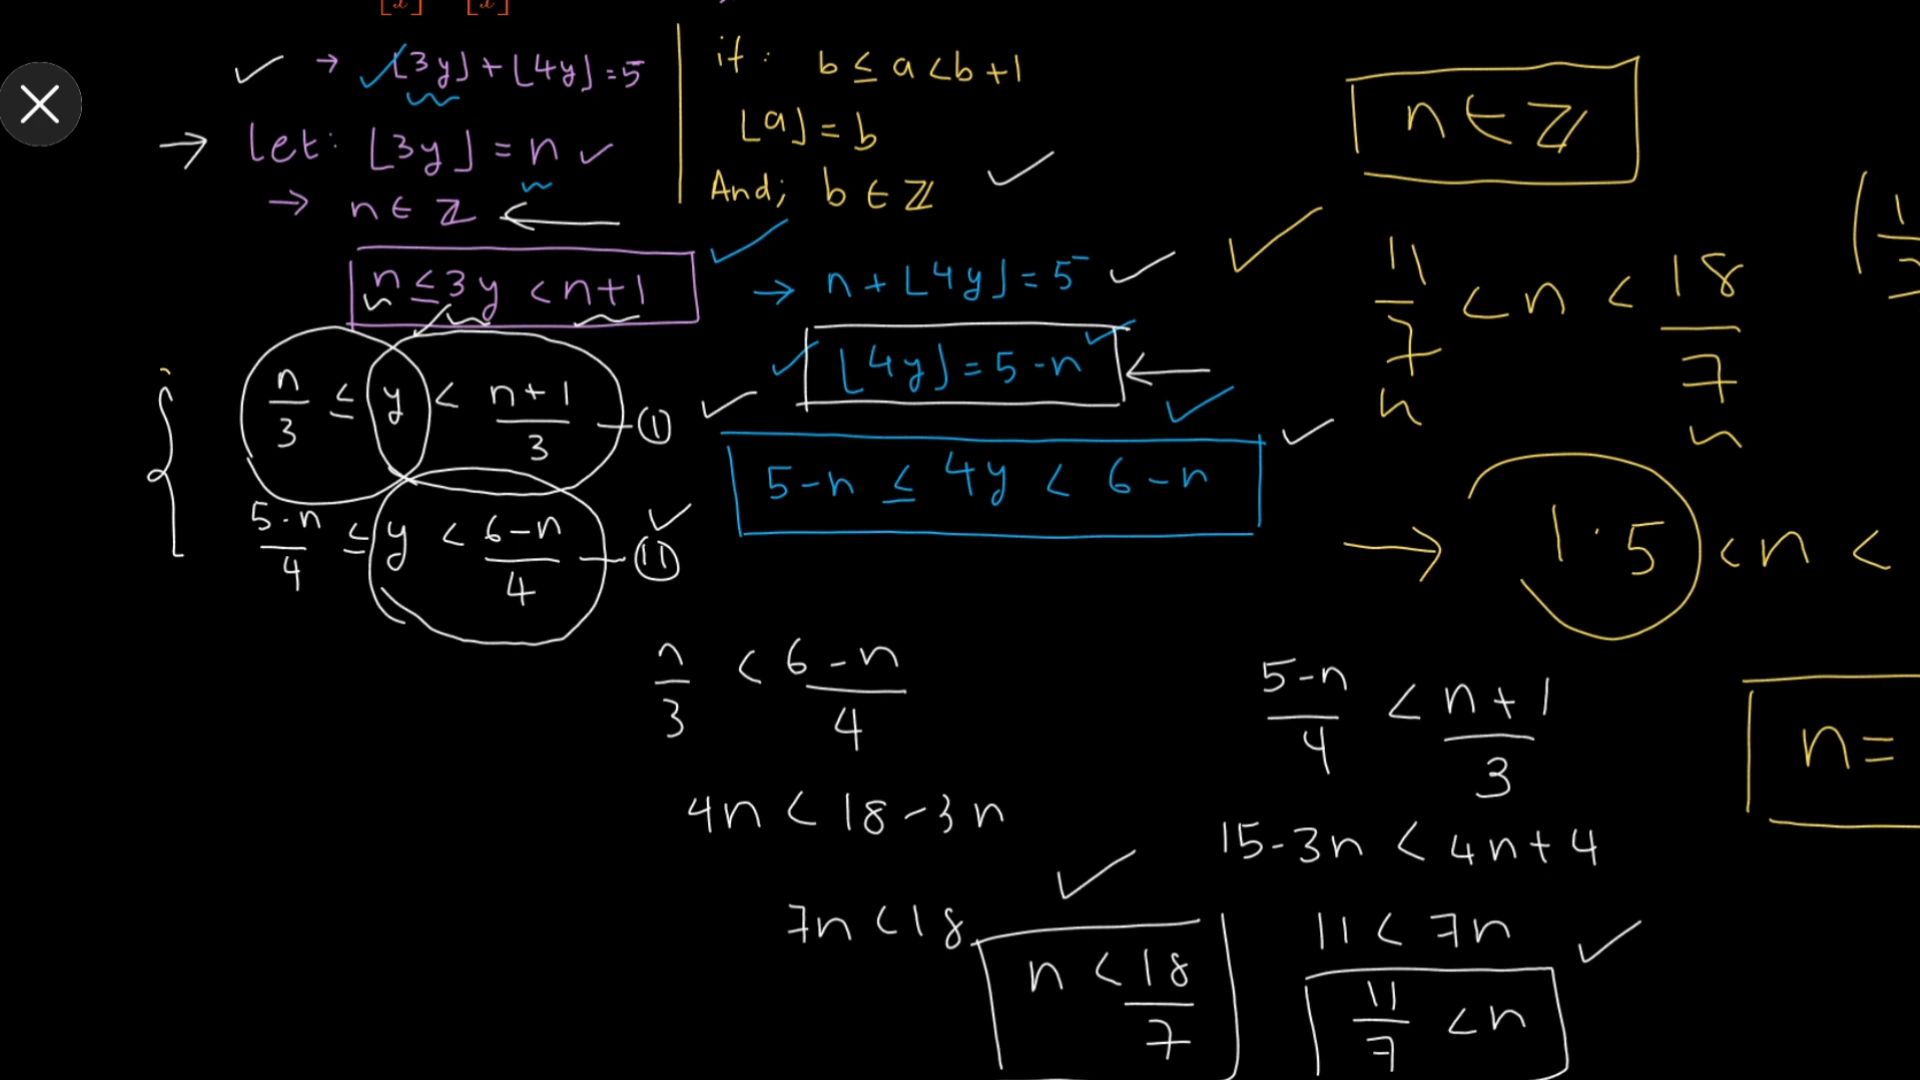 [x] [x]
→ ⌊3y⌋ + ⌊4y⌋ = 5
→ let: ⌊3y⌋ = n
→ n ∈ ℤ
n ≤ 3y < n+1
n/3 ≤ y < (n+1)/3 — (I)
(5-n)/4 ≤ y < (6-n)/4 — (II)
if: b ≤ a < b+1
⌊a⌋ = b
And; b ∈ ℤ
→ n + ⌊4y⌋ = 5
⌊4y⌋ = 5-n
5-n ≤ 4y < 6-n
n/3 < (6-n)/4
4n < 18-3n
7n < 18
n < 18/7
(5-n)/4 < (n+1)/3
15-3n < 4n+4
11 < 7n
11/7 < n
n ∈ ℤ
11/7 < n < 18/7
→ 1.5 < n <
n =